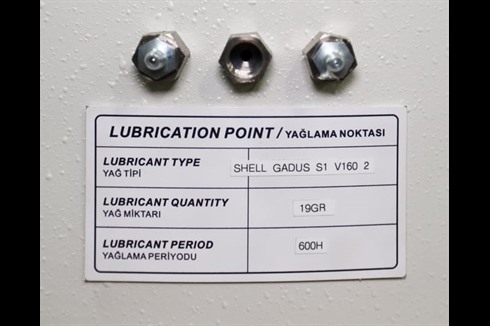 LUBRICATION POINT / YAĞLAMA NOKTASI
LUBRICANT TYPE SHELL GADUS S1 V160 2
YAĞ TİPİ
LUBRICANT QUANTITY 19GR
YAĞ MİKTARI
LUBRICANT PERIOD 600H
YAĞLAMA PERİYODU